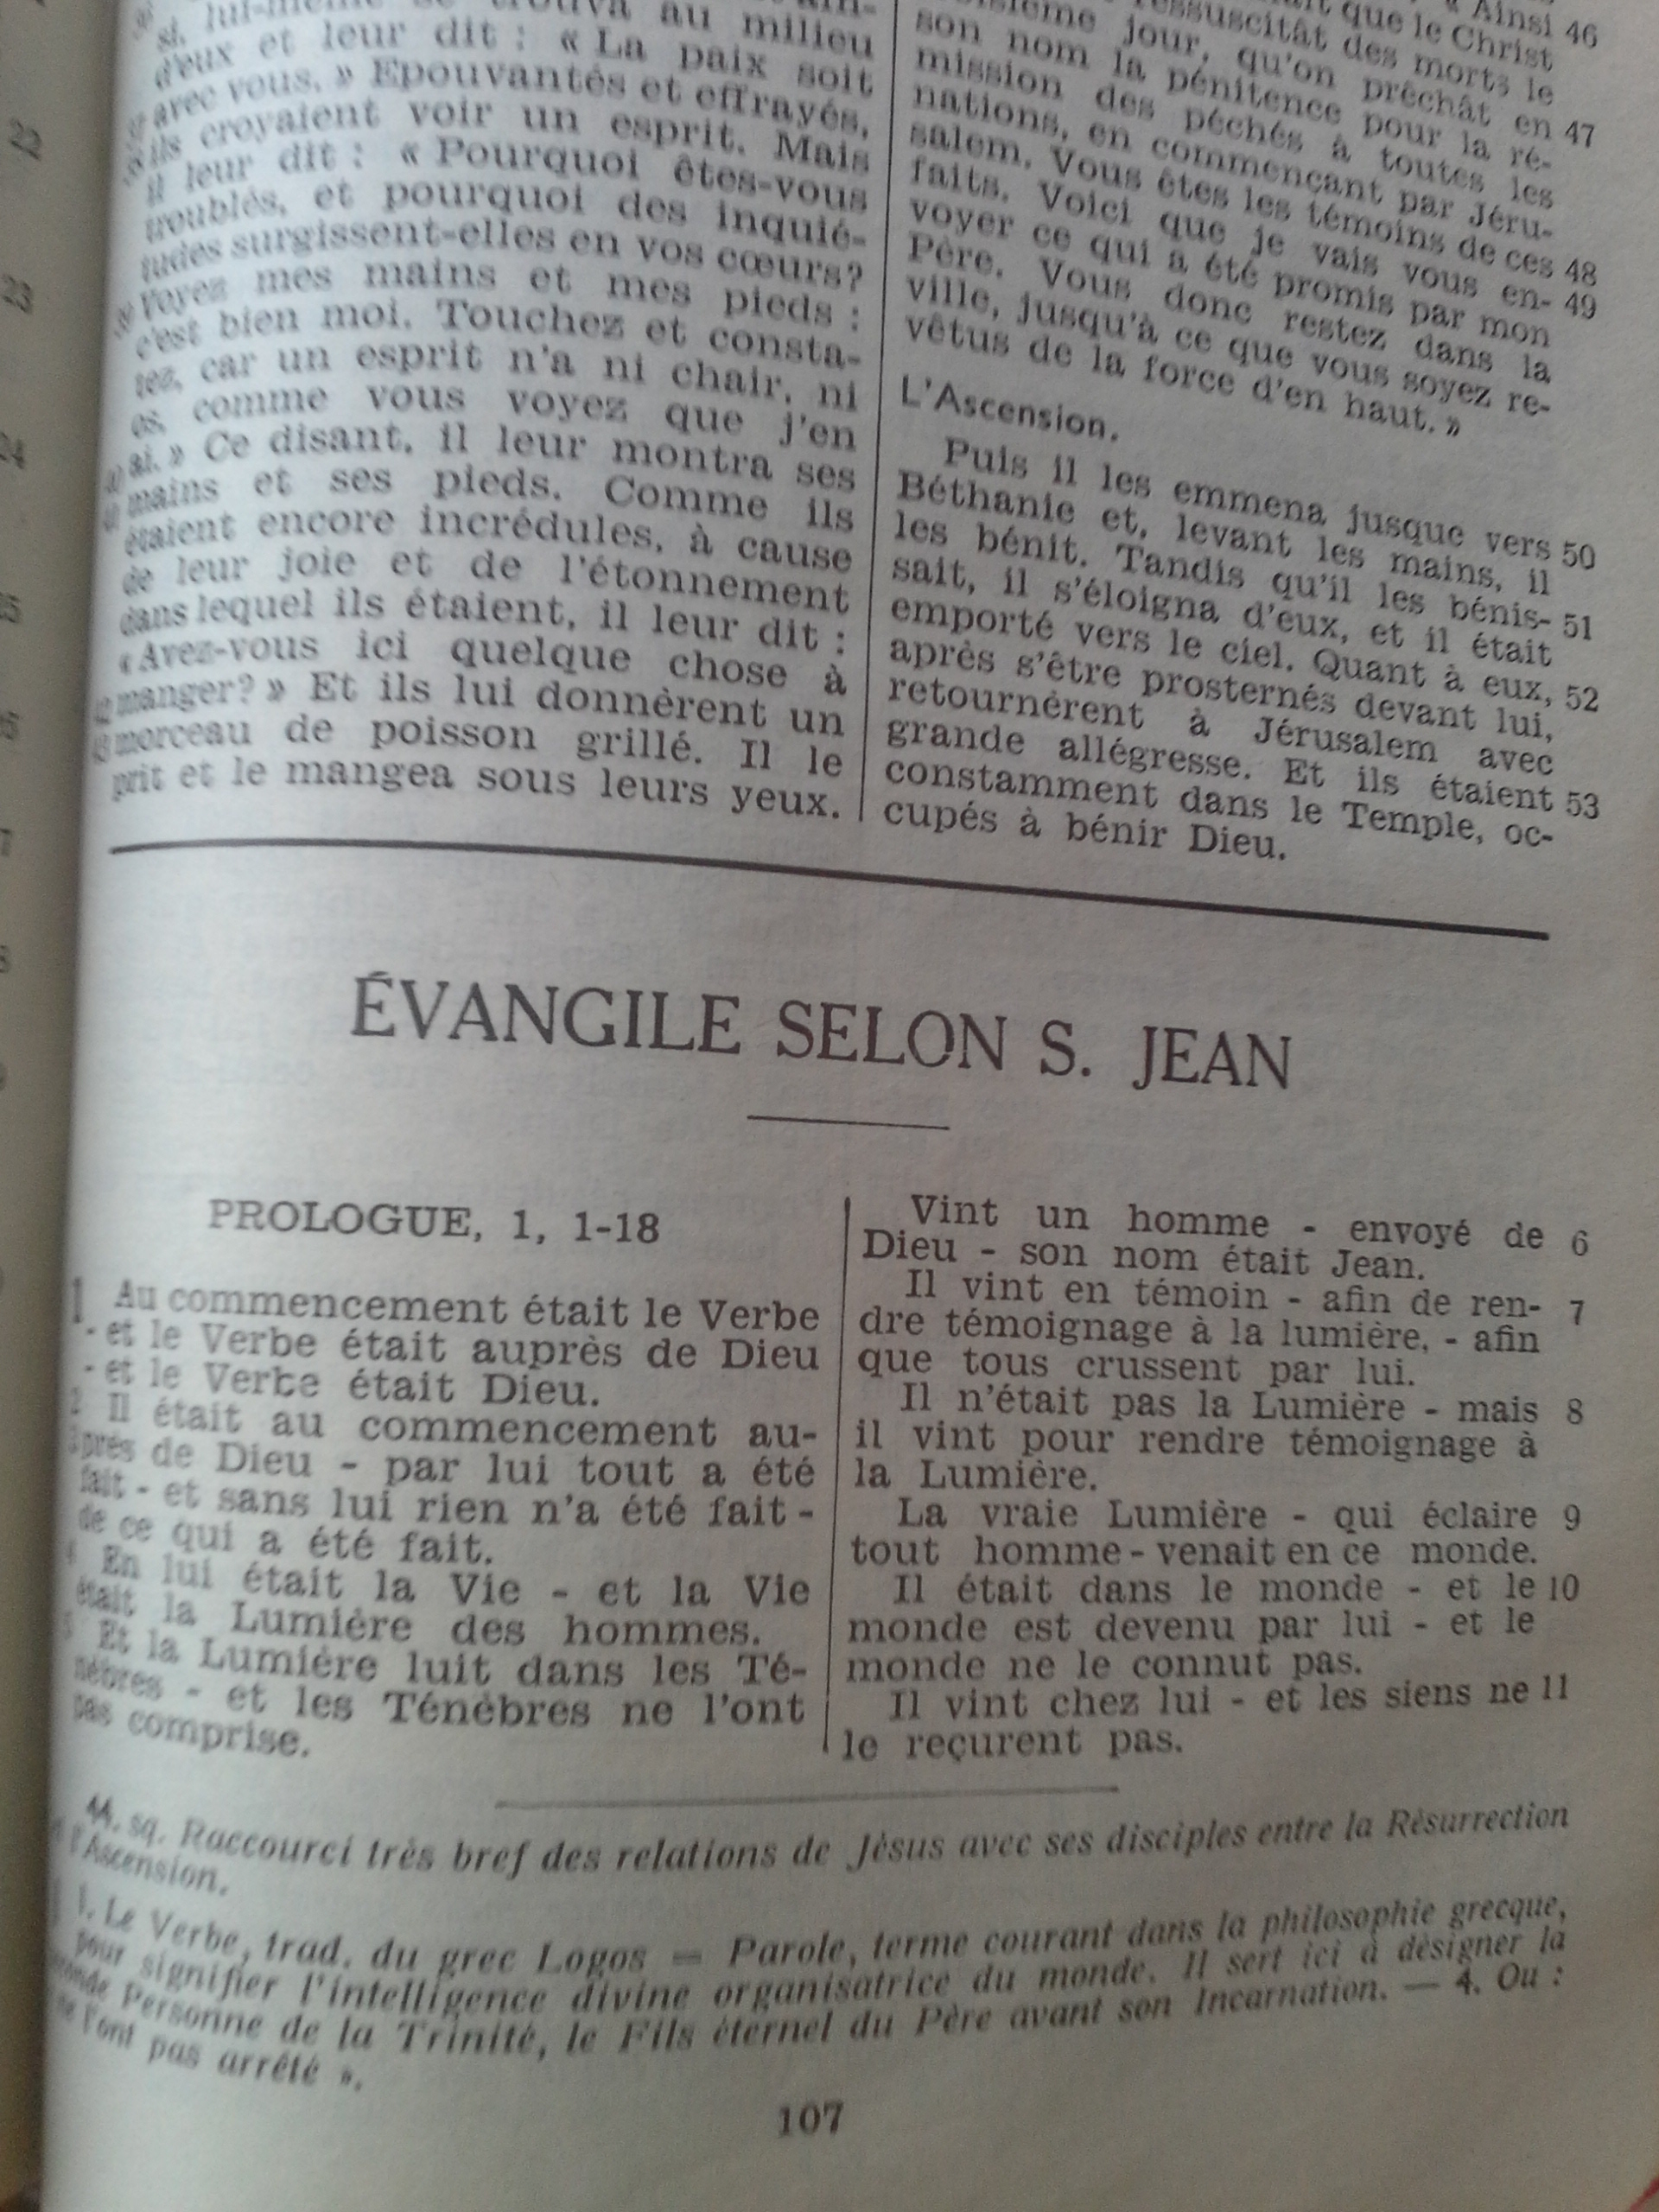 au milieu
d'eux et leur dit : « La paix soit
avec vous. » Epouvantés et effrayés,
ils croyaient voir un esprit. Mais
il leur dit : « Pourquoi êtes-vous
troublés, et pourquoi des inquié-
tudes surgissent-elles en vos cœurs?
Voyez mes mains et mes pieds :
c'est bien moi. Touchez et consta-
tez, car un esprit n'a ni chair, ni
os, comme vous voyez que j'en
ai. » Ce disant, il leur montra ses
mains et ses pieds. Comme ils
étaient encore incrédules, à cause
de leur joie et de l'étonnement
dans lequel ils étaient, il leur dit :
« Avez-vous ici quelque chose à
manger? » Et ils lui donnèrent un
morceau de poisson grillé. Il le
prit et le mangea sous leurs yeux.
« Ainsi 46
que le Christ
ressuscitât des morts le
jour, qu'on prêchât en 47
son nom la pénitence pour la ré-
mission des péchés à toutes les
nations, en commençant par Jéru-
salem. Vous êtes les témoins de ces 48
faits. Voici que je vais vous en- 49
voyer ce qui a été promis par mon
Père. Vous donc restez dans la
ville, jusqu'à ce que vous soyez re-
vêtus de la force d'en haut. »
L'Ascension.
Puis il les emmena jusque vers 50
Béthanie et, levant les mains, il
les bénit. Tandis qu'il les bénis- 51
sait, il s'éloigna d'eux, et il était
emporté vers le ciel. Quant à eux, 52
après s'être prosternés devant lui,
retournèrent à Jérusalem avec
grande allégresse. Et ils étaient 53
constamment dans le Temple, oc-
cupés à bénir Dieu.
ÉVANGILE SELON S. JEAN
PROLOGUE, 1, 1-18
1 Au commencement était le Verbe
- et le Verbe était auprès de Dieu
- et le Verbe était Dieu.
2 Il était au commencement au-
3 près de Dieu - par lui tout a été
fait - et sans lui rien n'a été fait -
de ce qui a été fait.
4 En lui était la Vie - et la Vie
était la Lumière des hommes.
5 Et la Lumière luit dans les Té-
nèbres - et les Ténèbres ne l'ont
pas comprise.
Vint un homme - envoyé de 6
Dieu - son nom était Jean.
Il vint en témoin - afin de ren- 7
dre témoignage à la lumière, - afin
que tous crussent par lui.
Il n'était pas la Lumière - mais 8
il vint pour rendre témoignage à
la Lumière.
La vraie Lumière - qui éclaire 9
tout homme - venait en ce monde.
Il était dans le monde - et le 10
monde est devenu par lui - et le
monde ne le connut pas.
Il vint chez lui - et les siens ne 11
le reçurent pas.
44. sq. Raccourci très bref des relations de Jésus avec ses disciples entre la Résurrection
l'Ascension.
1. Le Verbe, trad. du grec Logos = Parole, terme courant dans la philosophie grecque,
pour signifier l'intelligence divine organisatrice du monde. Il sert ici à désigner la
Personne de la Trinité, le Fils éternel du Père avant son Incarnation. — 4. Ou :
l'ont pas arrêté ».
107